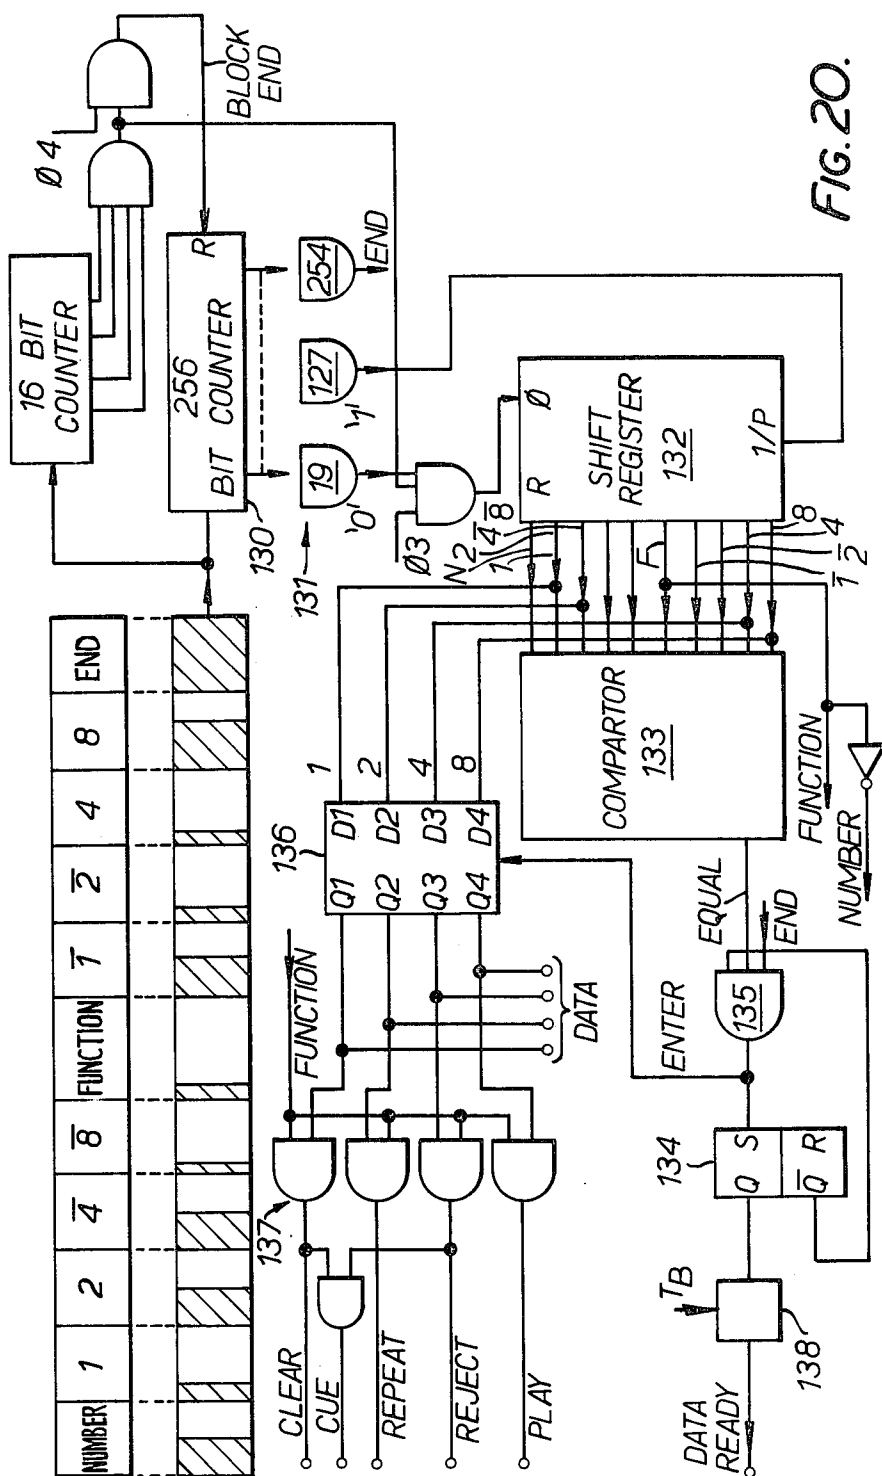 NUMBER 1 2 4̅ 8̅ FUNCTION 1̅ 2̅ 4 8 END
16 BIT
COUNTER
Ø4
BLOCK
END
256
BIT COUNTER
R
130
131
19
127
254
'0'
'1'
END
Ø3
CLEAR
CUE
REPEAT
REJECT
PLAY
137
FUNCTION
DATA
136
Q1 D1
Q2 D2
Q3 D3
Q4 D4
1
2
4
8
N
1
2
4̅
8̅
F
1̅
2̅
4
8
R
Ø
SHIFT
REGISTER
132
1/P
COMPARTOR
133
FUNCTION
NUMBER
EQUAL
END
ENTER
135
134
Q S
Q̅ R
TB
138
DATA
READY
FIG. 20.